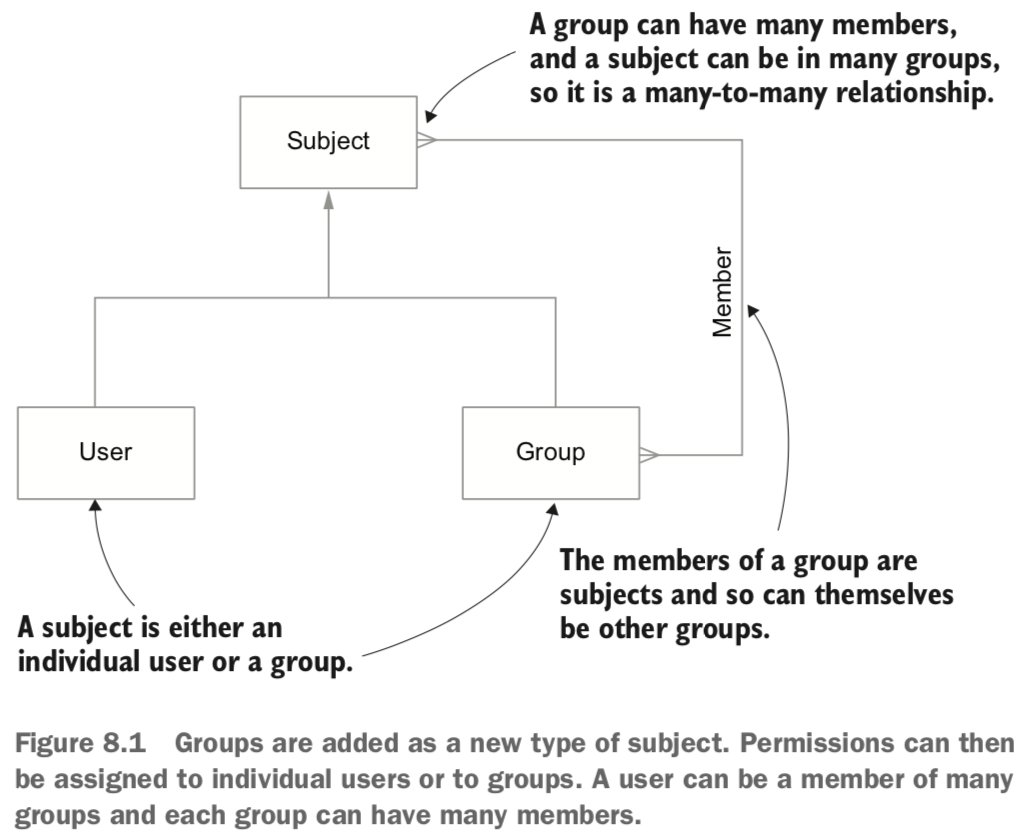 A group can have many members,
and a subject can be in many groups,
so it is a many-to-many relationship.
Subject
Member
User
Group
The members of a group are
subjects and so can themselves
be other groups.
A subject is either an
individual user or a group.
Figure 8.1 Groups are added as a new type of subject. Permissions can then
be assigned to individual users or to groups. A user can be a member of many
groups and each group can have many members.